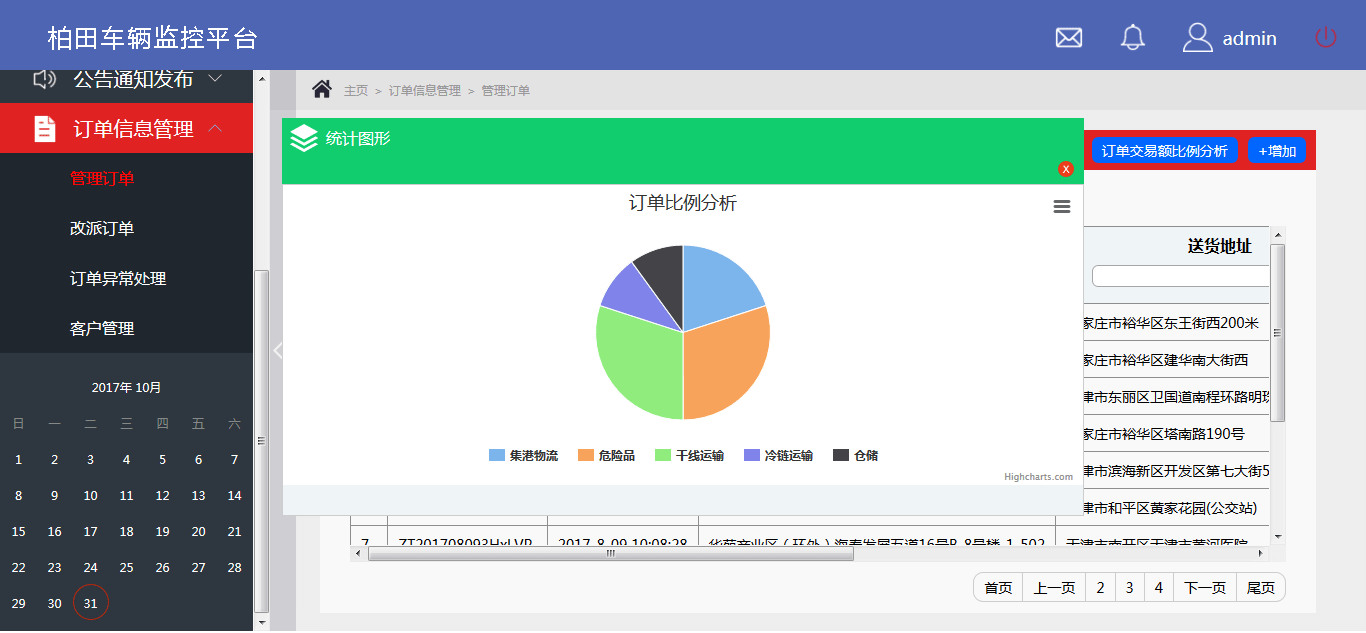 柏田车辆监控平台
admin
公告通知发布
订单信息管理
管理订单
改派订单
订单异常处理
客户管理
2017年 10月
日 一 二 三 四 五 六
1 2 3 4 5 6 7
8 9 10 11 12 13 14
15 16 17 18 19 20 21
22 23 24 25 26 27 28
29 30 31
主页 > 订单信息管理 > 管理订单
统计图形
X
订单交易额比例分析 +增加
订单比例分析
集港物流 危险品 干线运输 冷链运输 仓储
Highcharts.com
送货地址
家庄市裕华区东王街西200米
家庄市裕华区建华南大街西
津市东丽区卫国道南程环路明珠
家庄市裕华区塔南路190号
津市滨海新区开发区第七大街5
津市和平区黄家花园(公交站)
7 ZT201708093HxLVP 2017-8-09 10:08:28 华苑产业区（环外）海泰发展五道16号B-8号楼-1-502 天津市南开区天津市黄河医院
首页 上一页 2 3 4 下一页 尾页